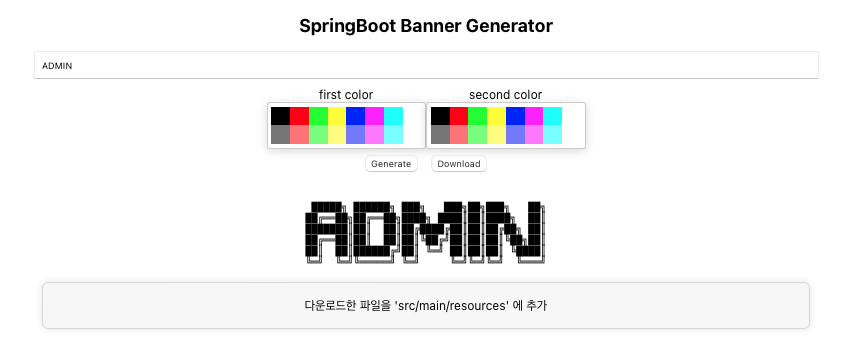 SpringBoot Banner Generator
ADMIN
first color second color
Generate Download
ADMIN
다운로드한 파일을 'src/main/resources' 에 추가